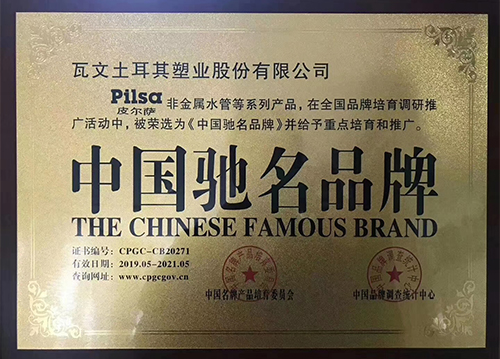 瓦文土耳其塑业股份有限公司
Pilsa 非金属水管等系列产品，在全国品牌培育调研推
皮尔萨
广活动中，被荣选为《中国驰名品牌》并给予重点培育和推广。
中国驰名品牌
THE CHINESE FAMOUS BRAND
证书编号：CPGC-CB20271
有效日期：2019.05-2021.05
查询网址：www.cpgcgov.cn
中国名牌产品培育委员会
中国品牌调查统计中心